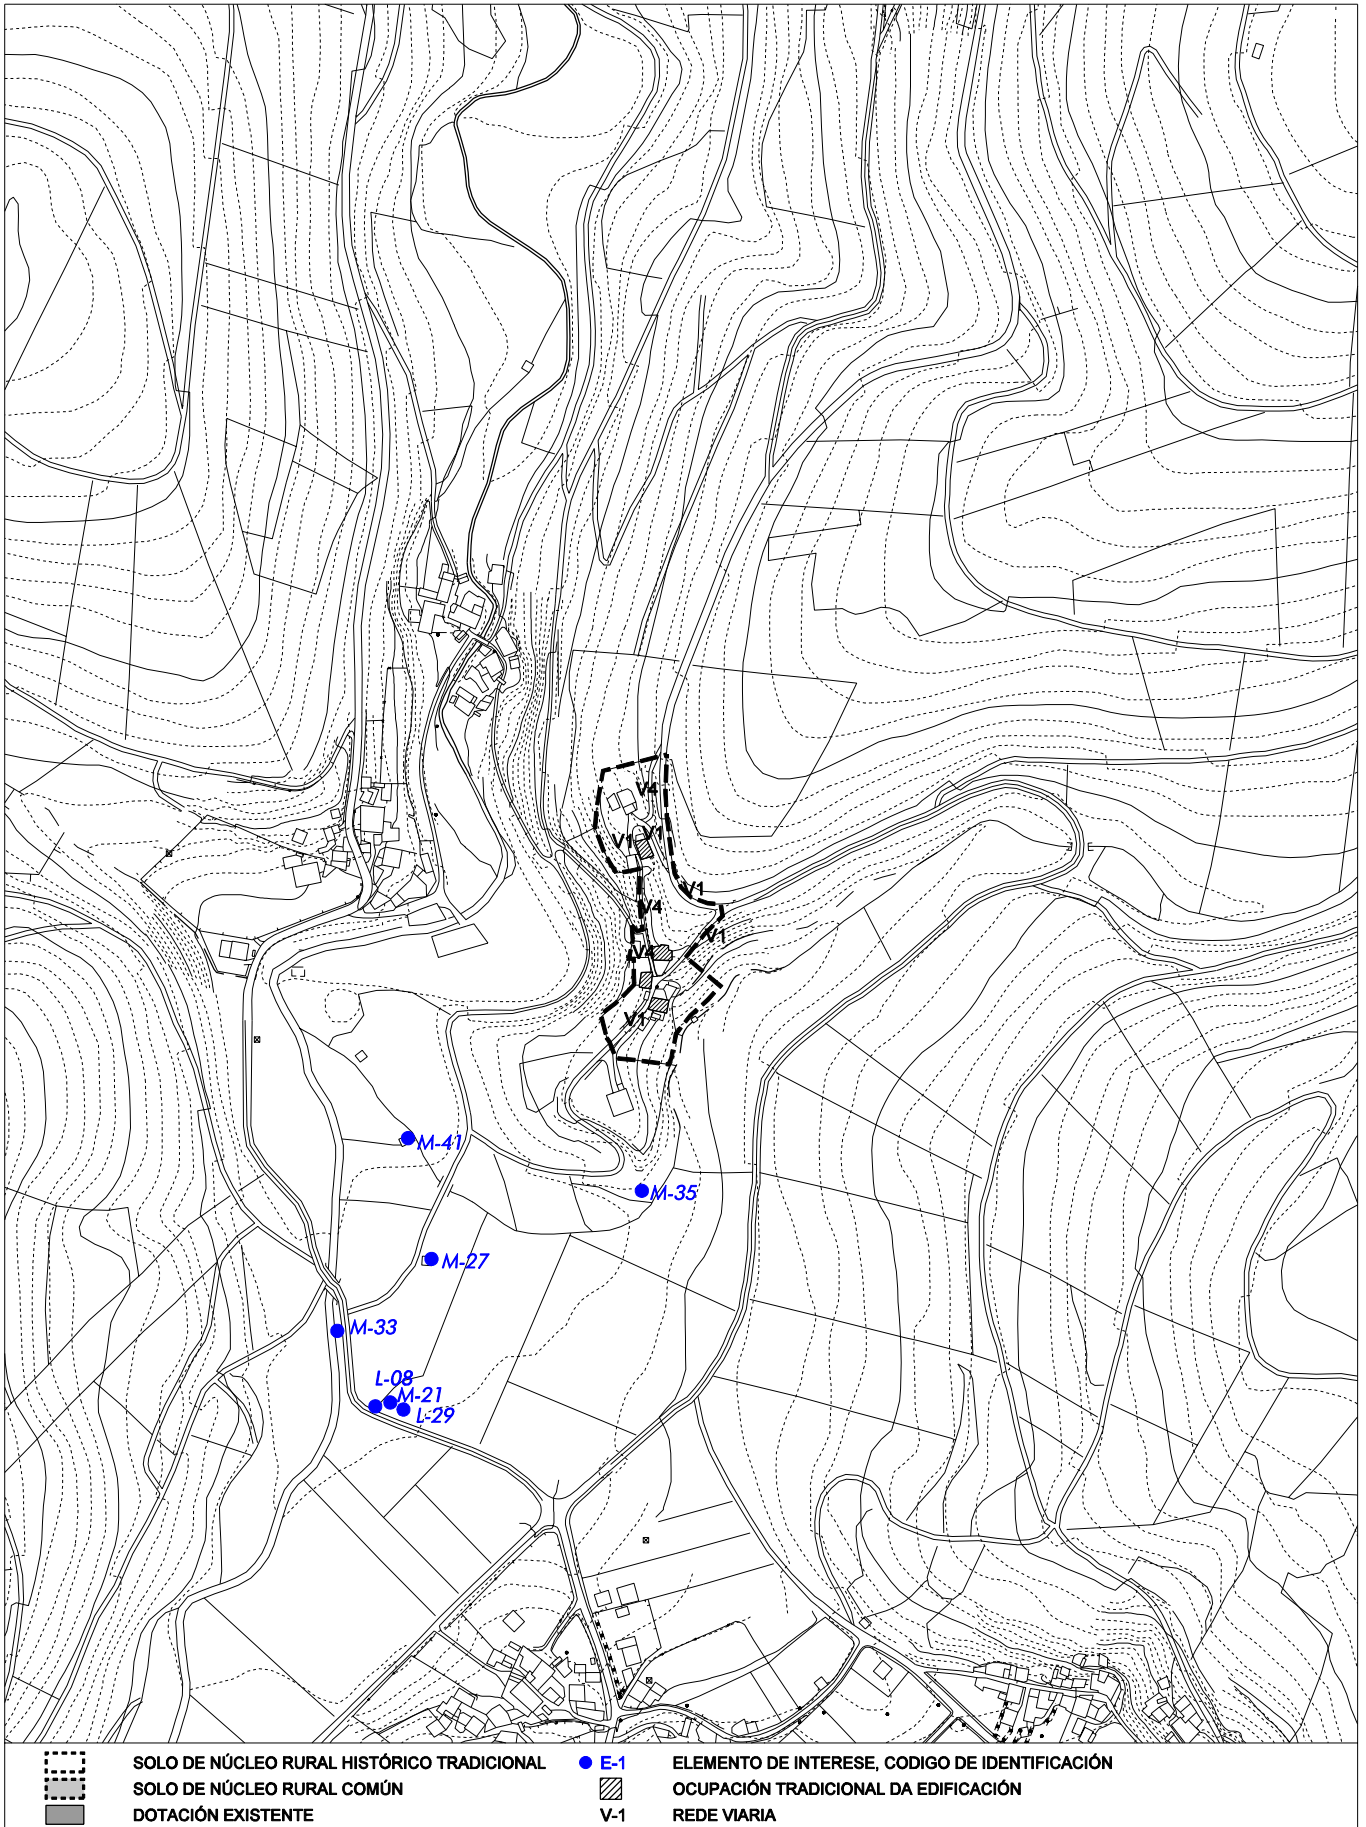 V4
V1
V1
V1
V4
V1
V4
V1
M-41
M-35
M-27
M-33
L-08
M-21
L-29
SOLO DE NÚCLEO RURAL HISTÓRICO TRADICIONAL
E-1 ELEMENTO DE INTERESE, CODIGO DE IDENTIFICACIÓN
SOLO DE NÚCLEO RURAL COMÚN
OCUPACIÓN TRADICIONAL DA EDIFICACIÓN
DOTACIÓN EXISTENTE
V-1 REDE VIARIA